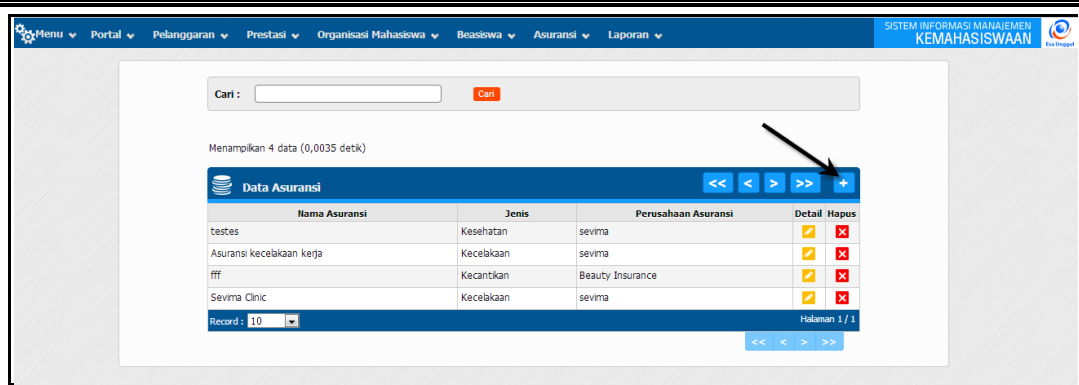 Menu Portal Pelanggaran Prestasi Organisasi Mahasiswa Beasiswa Asuransi Laporan
SISTEM INFORMASI MANAJEMEN
KEMAHASISWAAN
Esa Unggul
Cari : Cari
Menampilkan 4 data (0,0035 detik)
Data Asuransi << < > >> +
Nama Asuransi Jenis Perusahaan Asuransi Detail Hapus
testes Kesehatan sevima
Asuransi kecelakaan kerja Kecelakaan sevima
fff Kecantikan Beauty Insurance
Sevima Clinic Kecelakaan sevima
Record : 10 Halaman 1 / 1
<< < > >>